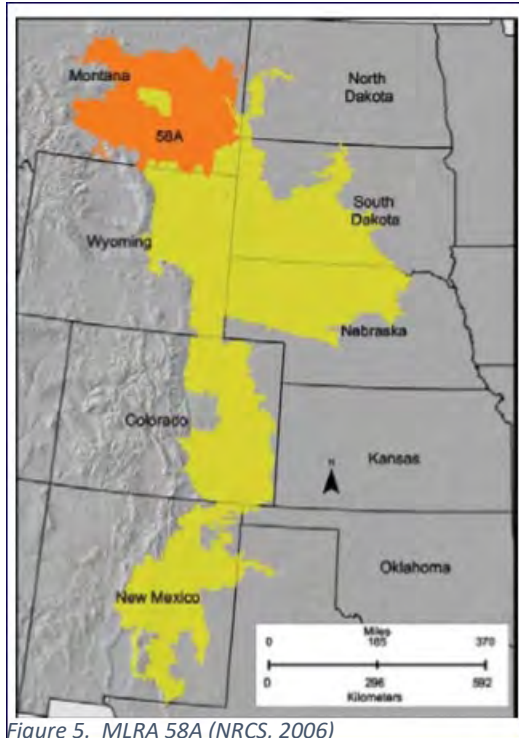 Montana
North
Dakota
58A
South
Dakota
Wyoming
Nebraska
Colorado
N
Kansas
Oklahoma
New Mexico
Miles
0 185 370
0 296 592
Kilometers
Figure 5. MLRA 58A (NRCS, 2006)